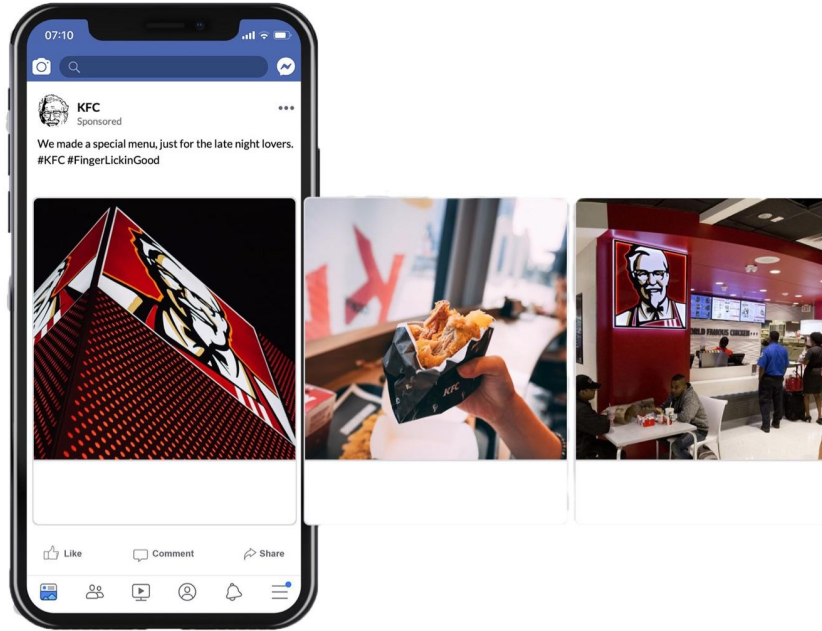 07:10
KFC
Sponsored
We made a special menu, just for the late night lovers.
#KFC #FingerLickinGood
KFC
RLD FAMOUS CHICKEN
Like
Comment
Share